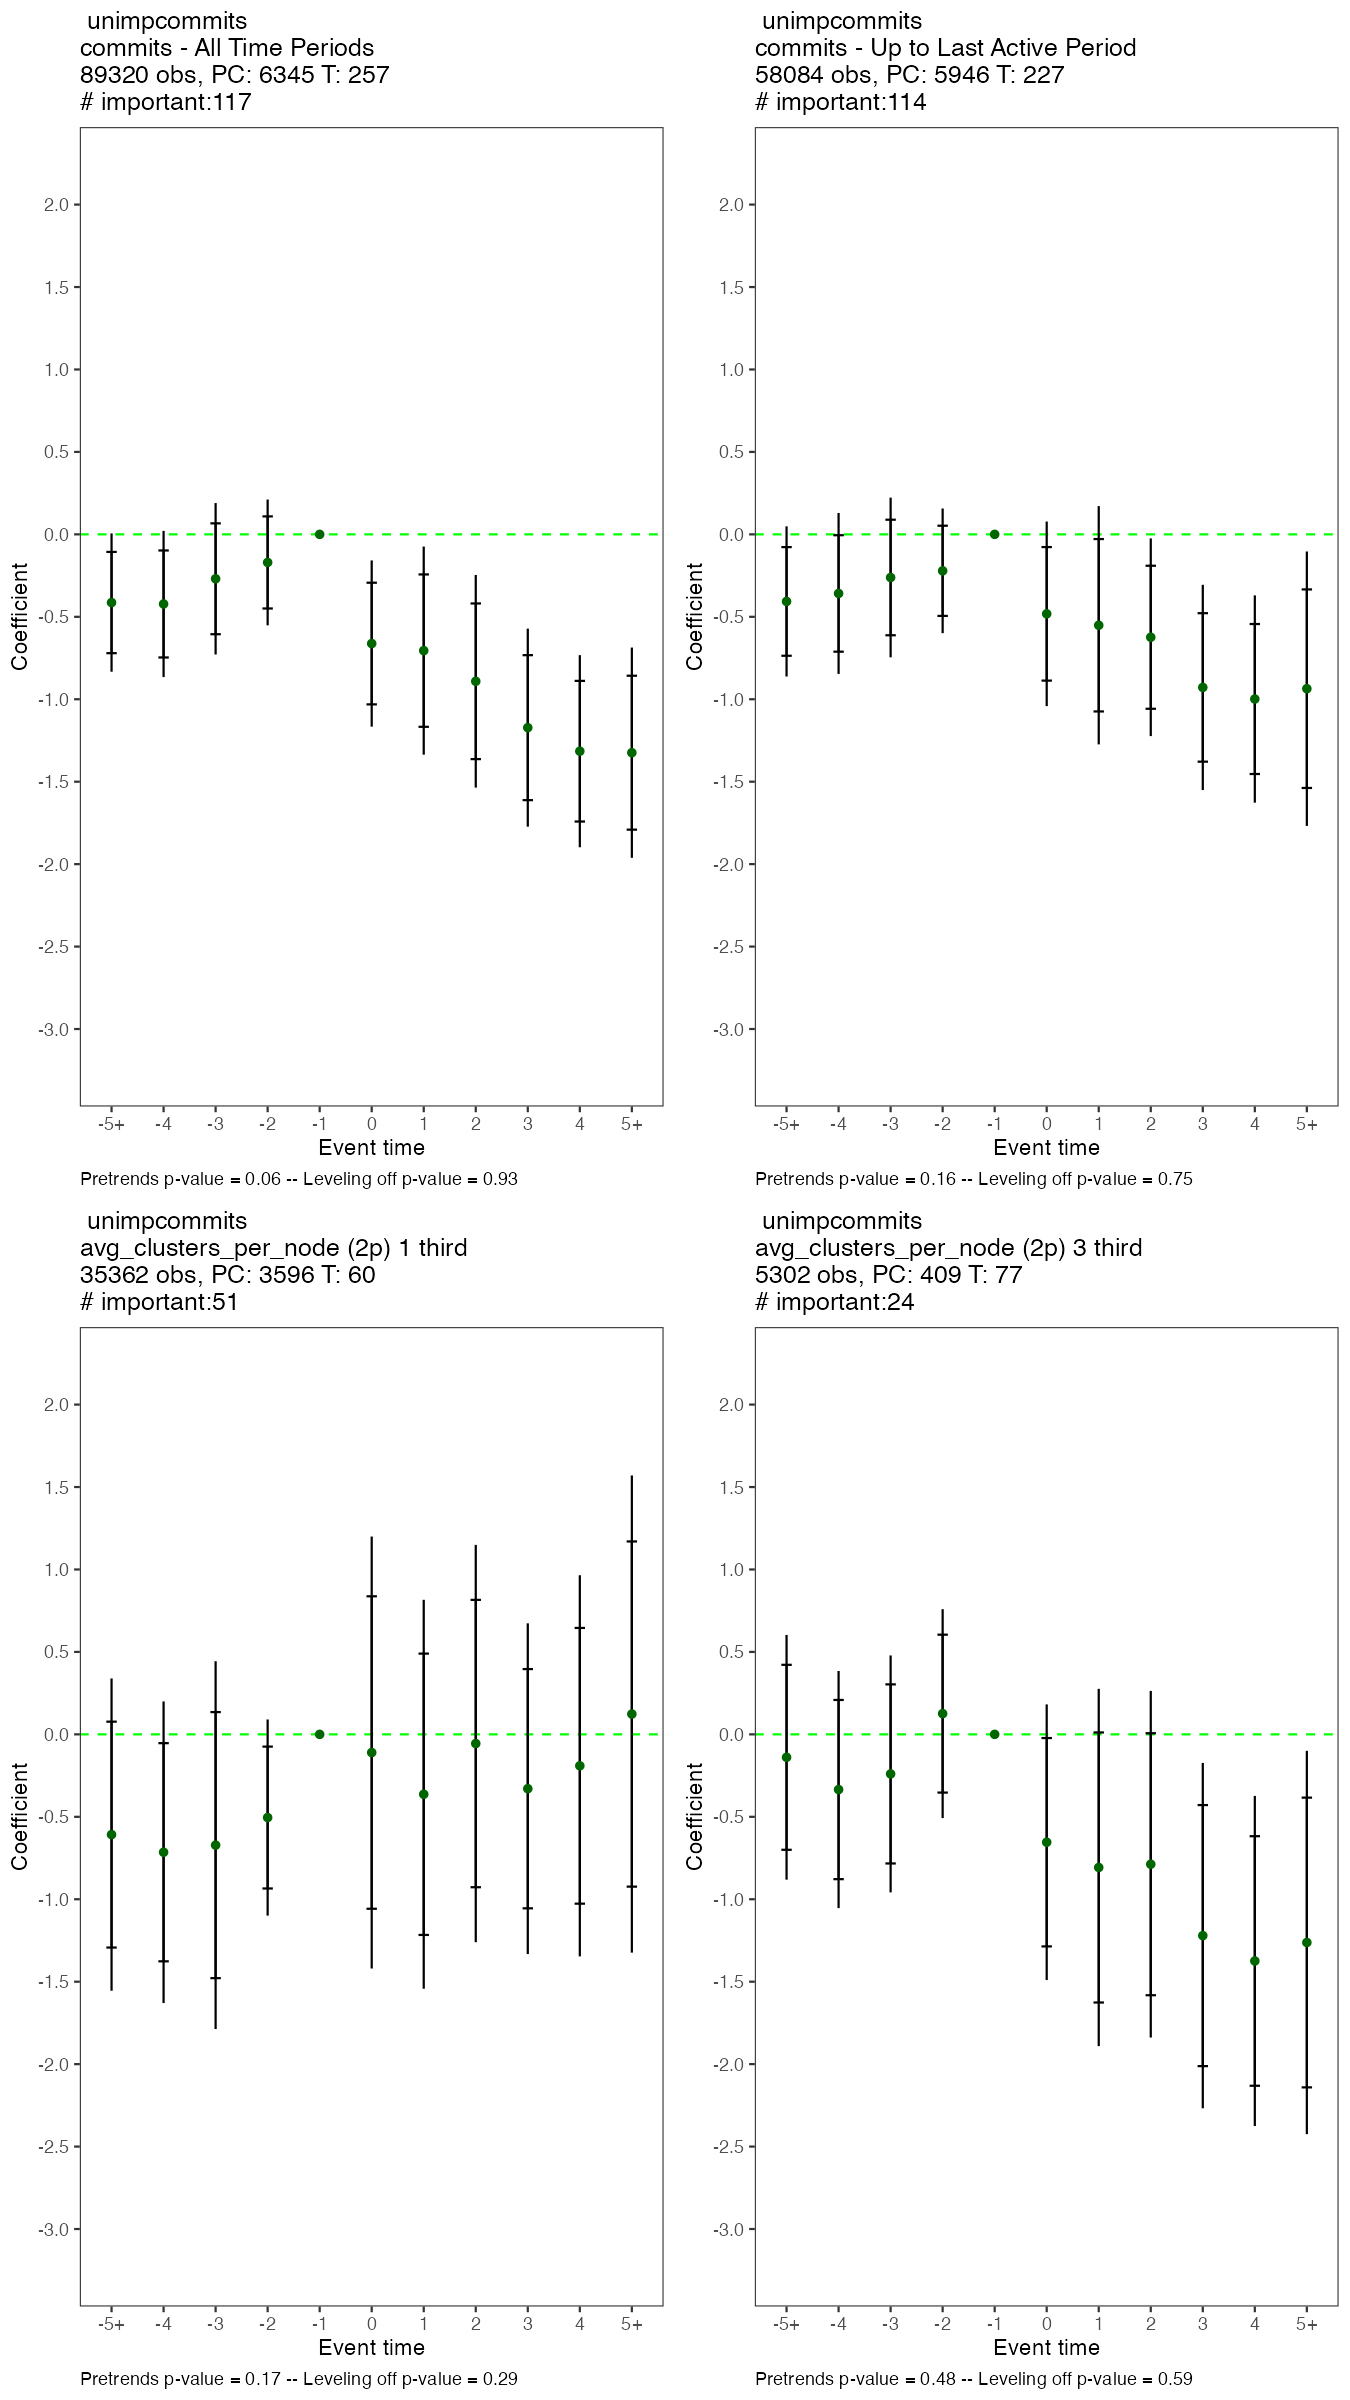 unimpcommits
commits - All Time Periods
89320 obs, PC: 6345 T: 257
# important:117
Coefficient
2.0
1.5
1.0
0.5
0.0
-0.5
-1.0
-1.5
-2.0
-2.5
-3.0
-5+ -4 -3 -2 -1 0 1 2 3 4 5+
Event time
Pretrends p-value = 0.06 -- Leveling off p-value = 0.93
unimpcommits
commits - Up to Last Active Period
58084 obs, PC: 5946 T: 227
# important:114
Coefficient
2.0
1.5
1.0
0.5
0.0
-0.5
-1.0
-1.5
-2.0
-2.5
-3.0
-5+ -4 -3 -2 -1 0 1 2 3 4 5+
Event time
Pretrends p-value = 0.16 -- Leveling off p-value = 0.75
unimpcommits
avg_clusters_per_node (2p) 1 third
35362 obs, PC: 3596 T: 60
# important:51
Coefficient
2.0
1.5
1.0
0.5
0.0
-0.5
-1.0
-1.5
-2.0
-2.5
-3.0
-5+ -4 -3 -2 -1 0 1 2 3 4 5+
Event time
Pretrends p-value = 0.17 -- Leveling off p-value = 0.29
unimpcommits
avg_clusters_per_node (2p) 3 third
5302 obs, PC: 409 T: 77
# important:24
Coefficient
2.0
1.5
1.0
0.5
0.0
-0.5
-1.0
-1.5
-2.0
-2.5
-3.0
-5+ -4 -3 -2 -1 0 1 2 3 4 5+
Event time
Pretrends p-value = 0.48 -- Leveling off p-value = 0.59